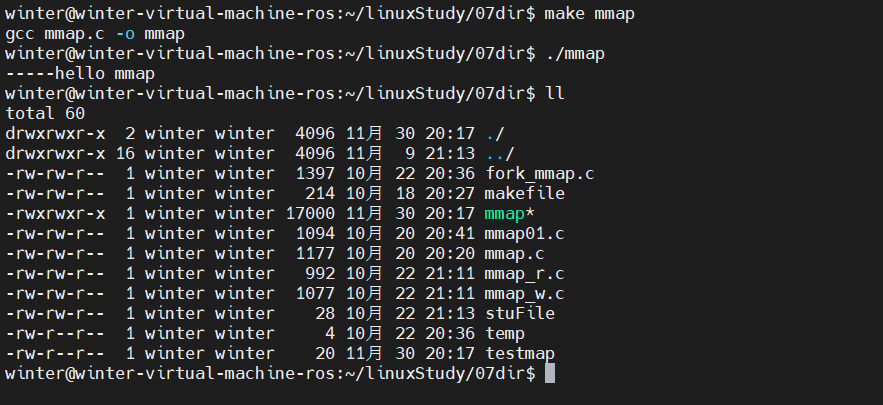 winter@winter-virtual-machine-ros:~/linuxStudy/07dir$ make mmap
gcc mmap.c -o mmap
winter@winter-virtual-machine-ros:~/linuxStudy/07dir$ ./mmap
-----hello mmap
winter@winter-virtual-machine-ros:~/linuxStudy/07dir$ ll
total 60
drwxrwxr-x  2 winter winter  4096 11月 30 20:17 ./
drwxrwxr-x 16 winter winter  4096 11月  9 21:13 ../
-rw-rw-r--  1 winter winter  1397 10月 22 20:36 fork_mmap.c
-rw-rw-r--  1 winter winter   214 10月 18 20:27 makefile
-rwxrwxr-x  1 winter winter 17000 11月 30 20:17 mmap*
-rw-rw-r--  1 winter winter  1094 10月 20 20:41 mmap01.c
-rw-rw-r--  1 winter winter  1177 10月 20 20:20 mmap.c
-rw-rw-r--  1 winter winter   992 10月 22 21:11 mmap_r.c
-rw-rw-r--  1 winter winter  1077 10月 22 21:11 mmap_w.c
-rw-rw-r--  1 winter winter    28 10月 22 21:13 stuFile
-rw-r--r--  1 winter winter     4 10月 22 20:36 temp
-rw-r--r--  1 winter winter    20 11月 30 20:17 testmap
winter@winter-virtual-machine-ros:~/linuxStudy/07dir$